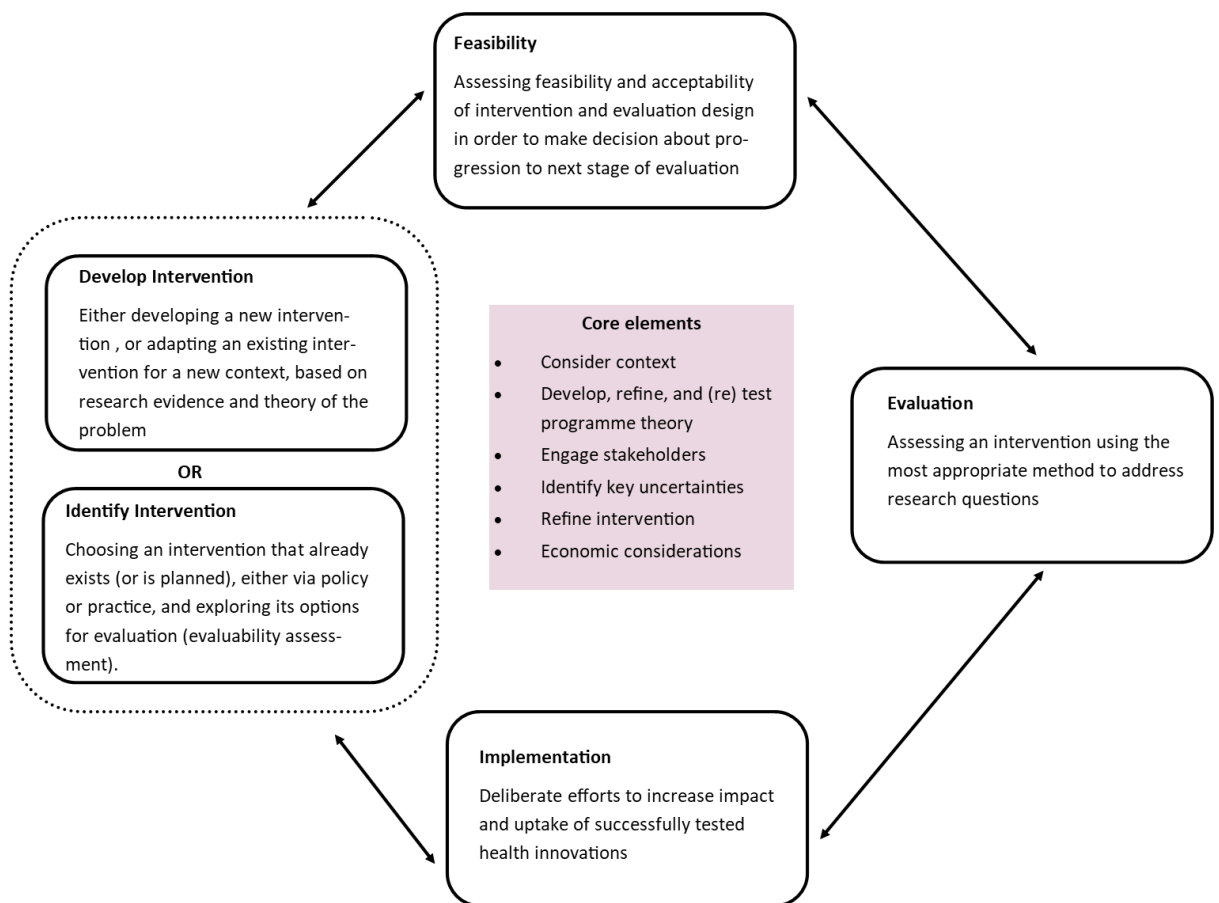 Feasibility
Assessing feasibility and acceptability
of intervention and evaluation design
in order to make decision about pro-
gression to next stage of evaluation
Develop Intervention
Either developing a new interven-
tion , or adapting an existing inter-
vention for a new context, based on
research evidence and theory of the
problem
OR
Identify Intervention
Choosing an intervention that already
exists (or is planned), either via policy
or practice, and exploring its options
for evaluation (evaluability assess-
ment).
Core elements
• Consider context
• Develop, refine, and (re) test
programme theory
• Engage stakeholders
• Identify key uncertainties
• Refine intervention
• Economic considerations
Evaluation
Assessing an intervention using the
most appropriate method to address
research questions
Implementation
Deliberate efforts to increase impact
and uptake of successfully tested
health innovations